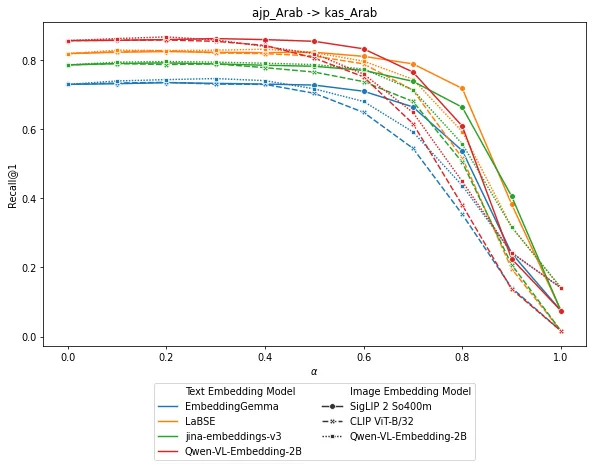 ajp_Arab -> kas_Arab
Recall@1
0.8
0.6
0.4
0.2
0.0
0.0 0.2 0.4 0.6 0.8 1.0
α
Text Embedding Model Image Embedding Model
EmbeddingGemma SigLIP 2 So400m
LaBSE CLIP ViT-B/32
jina-embeddings-v3 Qwen-VL-Embedding-2B
Qwen-VL-Embedding-2B